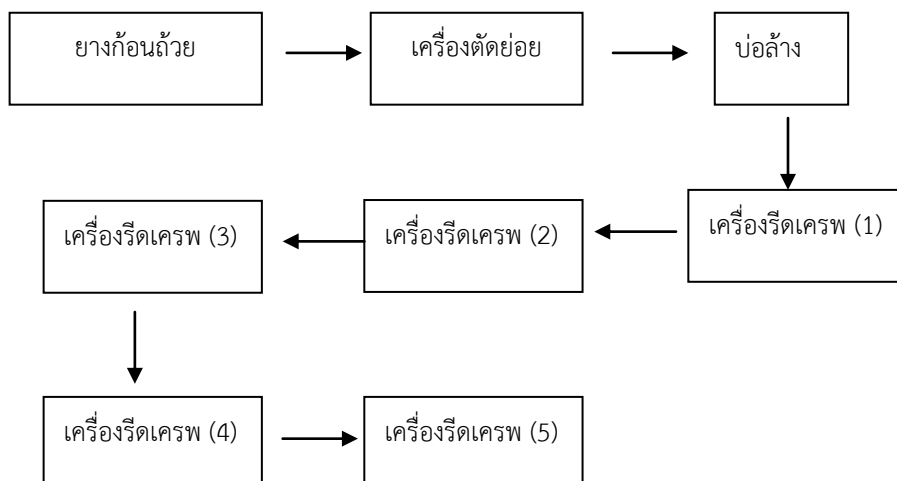 ยางก้อนถ้วย
เครื่องตัดย่อย
บ่อล้าง
เครื่องรีดเครพ (1)
เครื่องรีดเครพ (2)
เครื่องรีดเครพ (3)
เครื่องรีดเครพ (4)
เครื่องรีดเครพ (5)